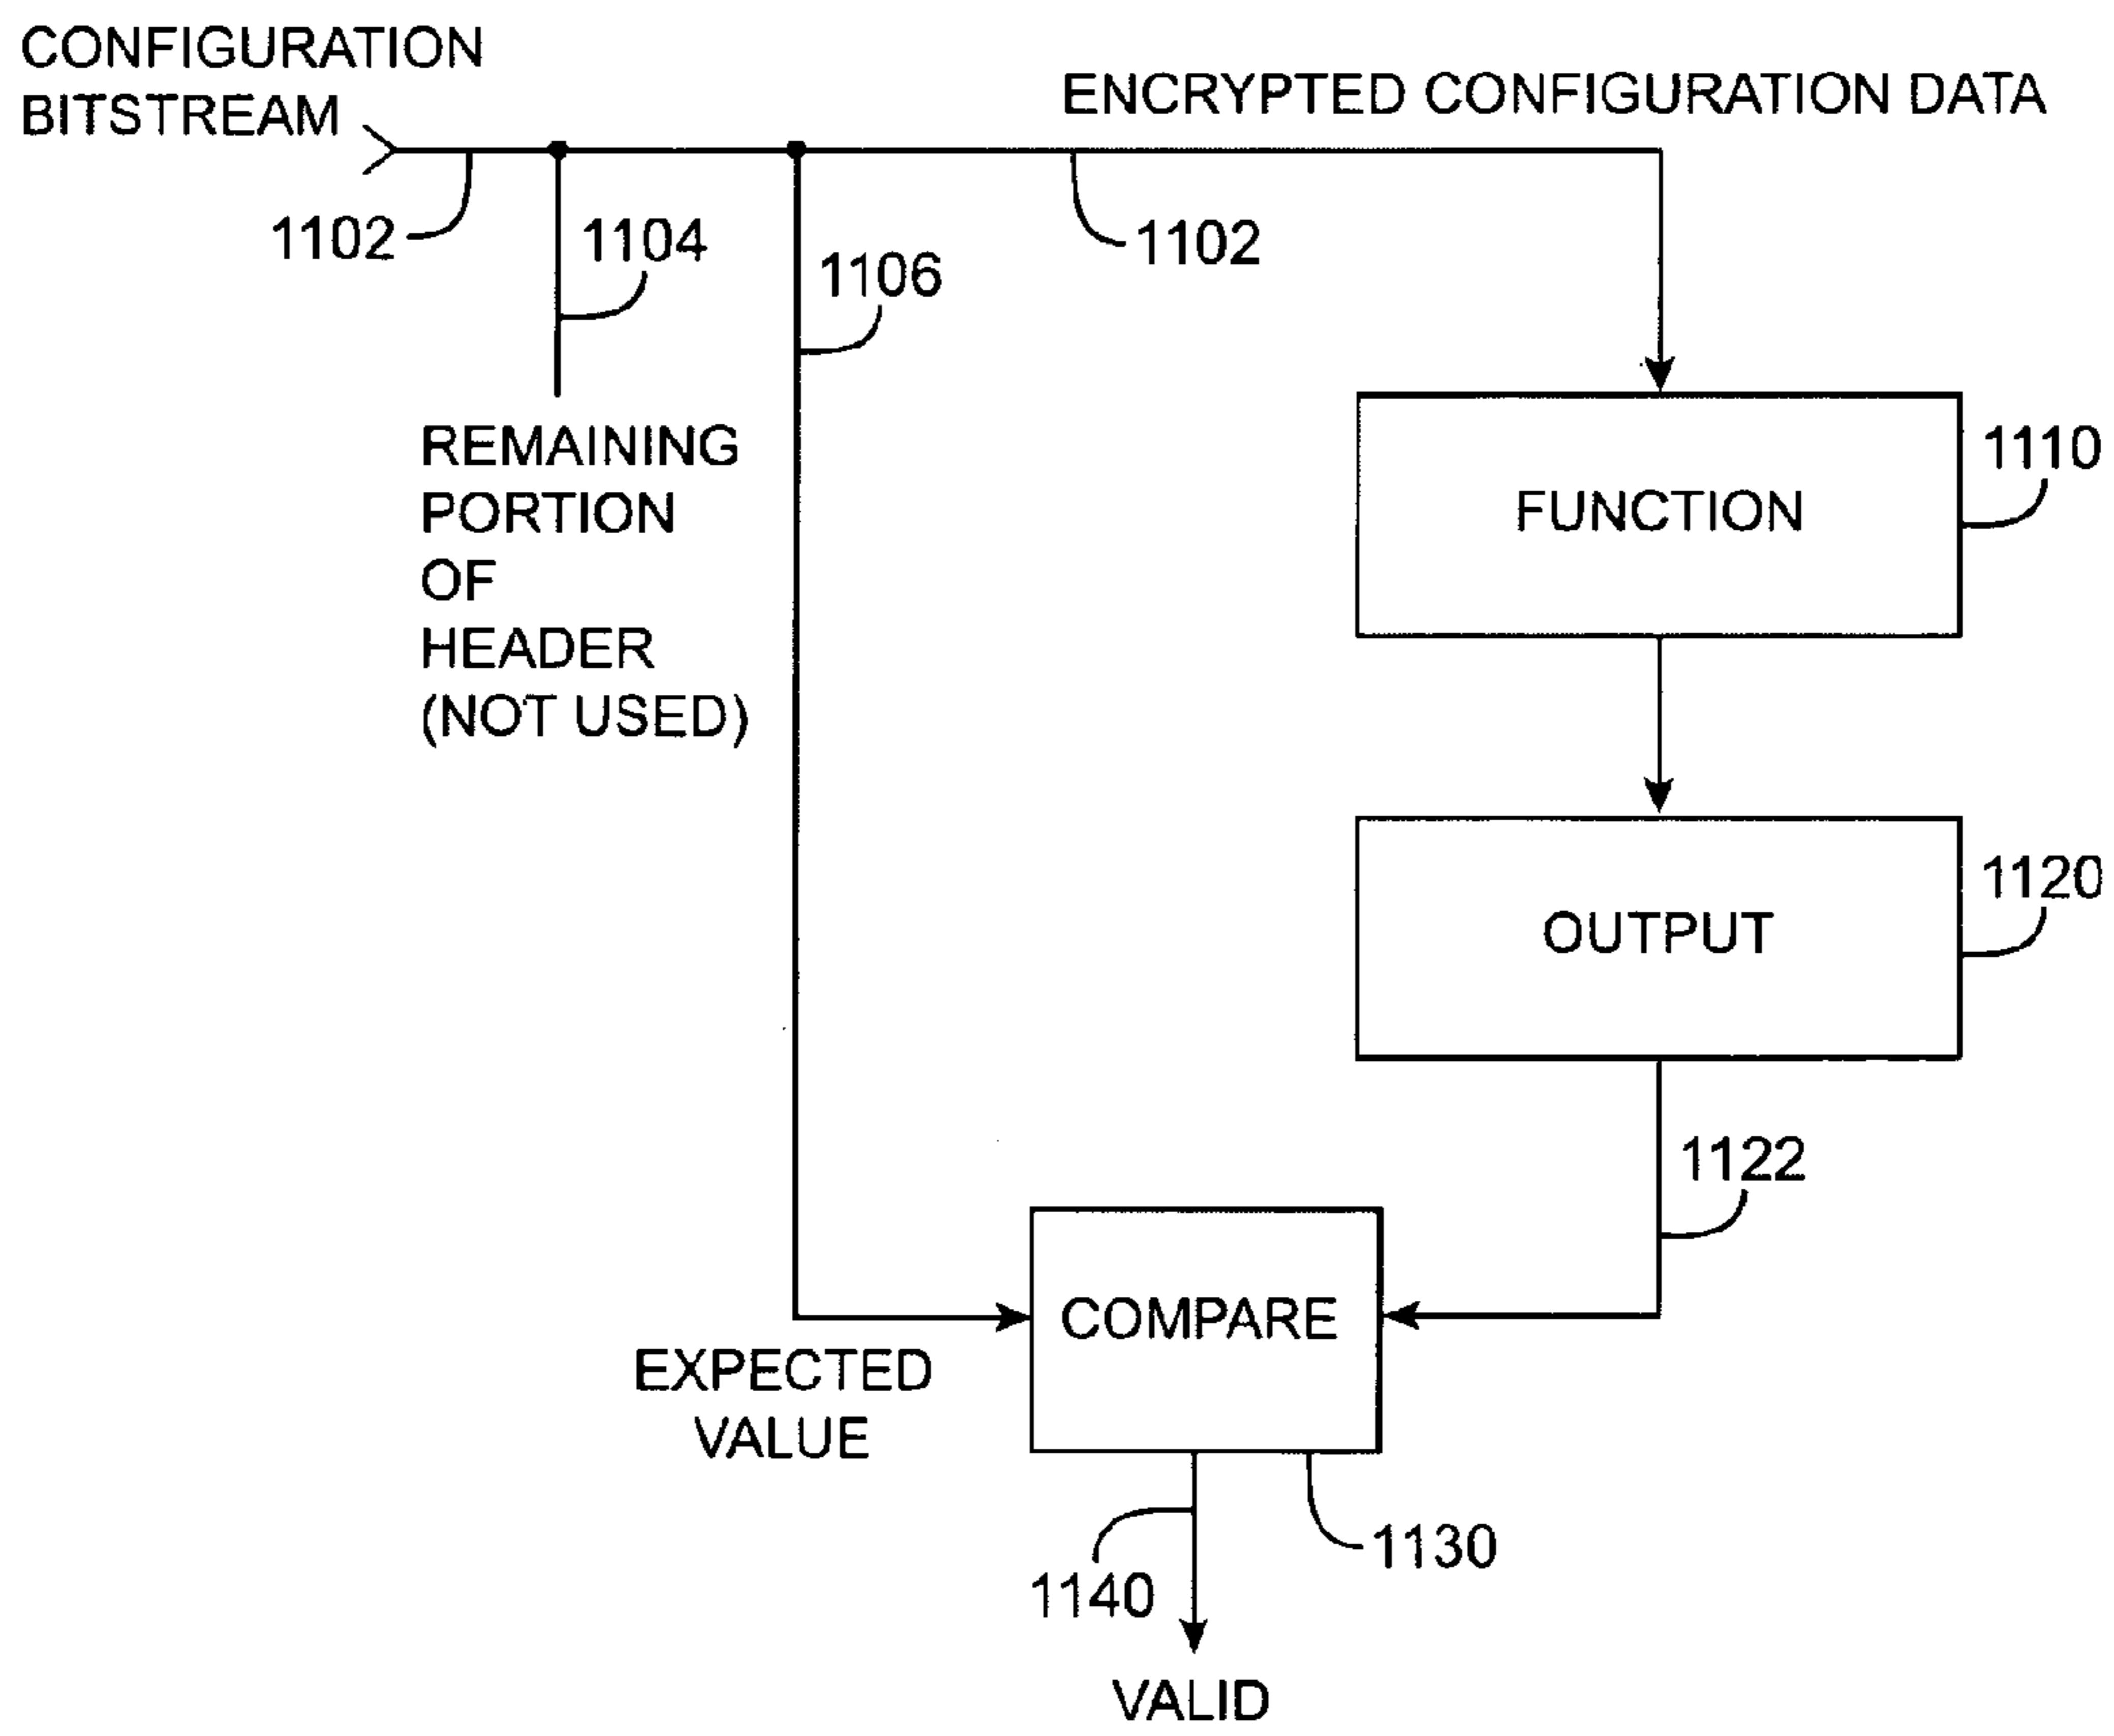 CONFIGURATION
BITSTREAM
ENCRYPTED CONFIGURATION DATA
1102
1104
1106
1102
REMAINING
PORTION
OF
HEADER
(NOT USED)
FUNCTION
1110
OUTPUT
1120
1122
COMPARE
EXPECTED
VALUE
1130
1140
VALID